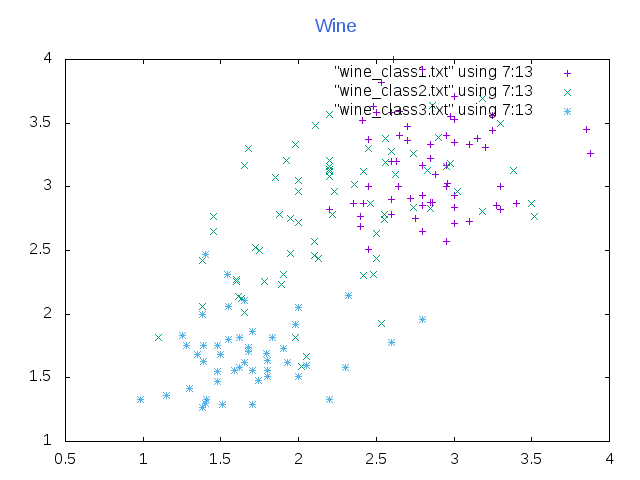 Wine
4
"wine_class1.txt" using 7:13
"wine_class2.txt" using 7:13
"wine_class3.txt" using 7:13
3.5
3
2.5
2
1.5
1
0.5 1 1.5 2 2.5 3 3.5 4